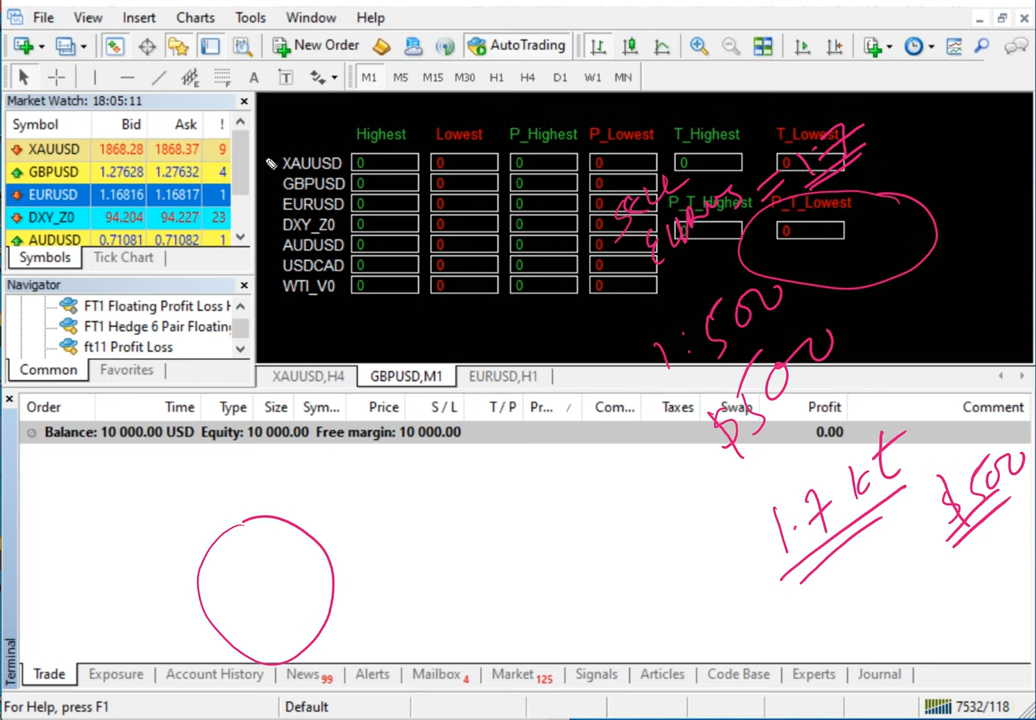 File View Insert Charts Tools Window Help
New Order AutoTrading
A T M1 M5 M15 M30 H1 H4 D1 W1 MN
Market Watch: 18:05:11
Symbol Bid Ask !
XAUUSD 1868.28 1868.37 9
GBPUSD 1.27628 1.27632 4
EURUSD 1.16816 1.16817 1
DXY_Z0 94.204 94.227 23
AUDUSD 0.71081 0.71082 5
Symbols Tick Chart
Navigator
FT1 Floating Profit Loss
FT1 Hedge 6 Pair Floating
ft11 Profit Loss
Common Favorites
Highest Lowest P_Highest P_Lowest T_Highest T_Lowest
XAUUSD 0 0 0 0 0 0
GBPUSD 0 0 0 0
EURUSD 0 0 0 0 P_T_Highest P_T_Lowest
DXY_Z0 0 0 0 0 0
AUDUSD 0 0 0 0
USDCAD 0 0 0 0
WTI_V0 0 0 0 0
= 1.7
1:500
$500
1.7 lot
$500
XAUUSD,H4 GBPUSD,M1 EURUSD,H1
Order Time Type Size Sym... Price S / L T / P Pr... / Com... Taxes Swap Profit Comment
Balance: 10 000.00 USD Equity: 10 000.00 Free margin: 10 000.00 0.00
Terminal
Trade Exposure Account History News 99 Alerts Mailbox 4 Market 125 Signals Articles Code Base Experts Journal
For Help, press F1 Default 7532/118